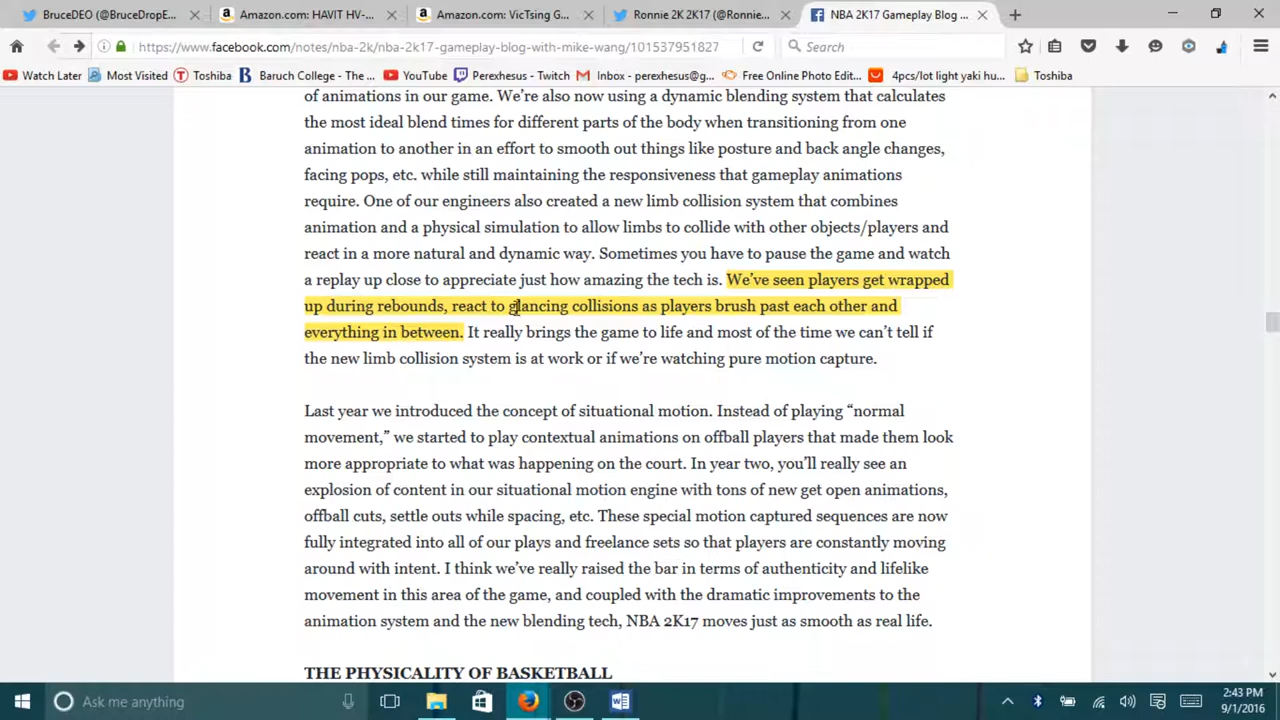 BruceDEO (@BruceDropE...
Amazon.com: HAVIT HV-...
Amazon.com: VicTsing G...
Ronnie 2K 2K17 (@Ronnie...
NBA 2K17 Gameplay Blog ...
https://www.facebook.com/notes/nba-2k/nba-2k17-gameplay-blog-with-mike-wang/101537951827
Search
Watch Later
Most Visited
Toshiba
Baruch College - The ...
YouTube
Perexhesus - Twitch
Inbox - perexhesus@g...
Free Online Photo Edit...
4pcs/lot light yaki hu...
Toshiba
of animations in our game. We’re also now using a dynamic blending system that calculates
the most ideal blend times for different parts of the body when transitioning from one
animation to another in an effort to smooth out things like posture and back angle changes,
facing pops, etc. while still maintaining the responsiveness that gameplay animations
require. One of our engineers also created a new limb collision system that combines
animation and a physical simulation to allow limbs to collide with other objects/players and
react in a more natural and dynamic way. Sometimes you have to pause the game and watch
a replay up close to appreciate just how amazing the tech is. We’ve seen players get wrapped
up during rebounds, react to glancing collisions as players brush past each other and
everything in between. It really brings the game to life and most of the time we can’t tell if
the new limb collision system is at work or if we’re watching pure motion capture.
Last year we introduced the concept of situational motion. Instead of playing “normal
movement,” we started to play contextual animations on offball players that made them look
more appropriate to what was happening on the court. In year two, you’ll really see an
explosion of content in our situational motion engine with tons of new get open animations,
offball cuts, settle outs while spacing, etc. These special motion captured sequences are now
fully integrated into all of our plays and freelance sets so that players are constantly moving
around with intent. I think we’ve really raised the bar in terms of authenticity and lifelike
movement in this area of the game, and coupled with the dramatic improvements to the
animation system and the new blending tech, NBA 2K17 moves just as smooth as real life.
THE PHYSICALITY OF BASKETBALL
Ask me anything
2:43 PM
9/1/2016